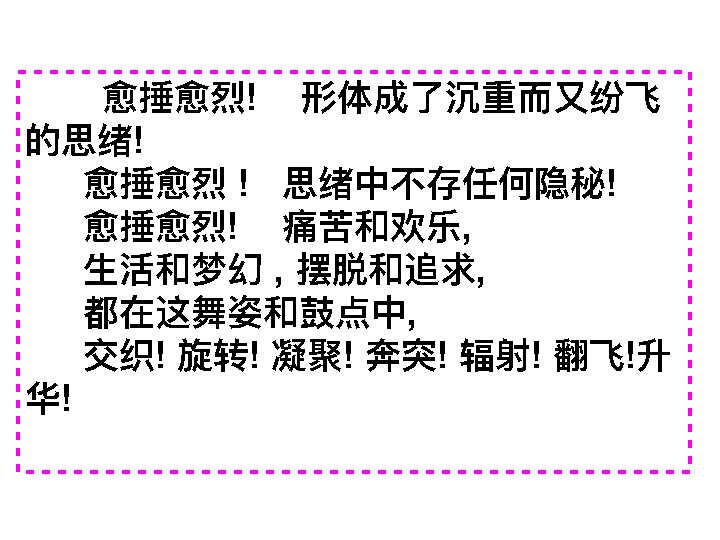 愈捶愈烈! 形体成了沉重而又纷飞
的思绪!
愈捶愈烈！ 思绪中不存任何隐秘!
愈捶愈烈! 痛苦和欢乐,
生活和梦幻，摆脱和追求,
都在这舞姿和鼓点中,
交织! 旋转! 凝聚! 奔突! 辐射! 翻飞!升
华!